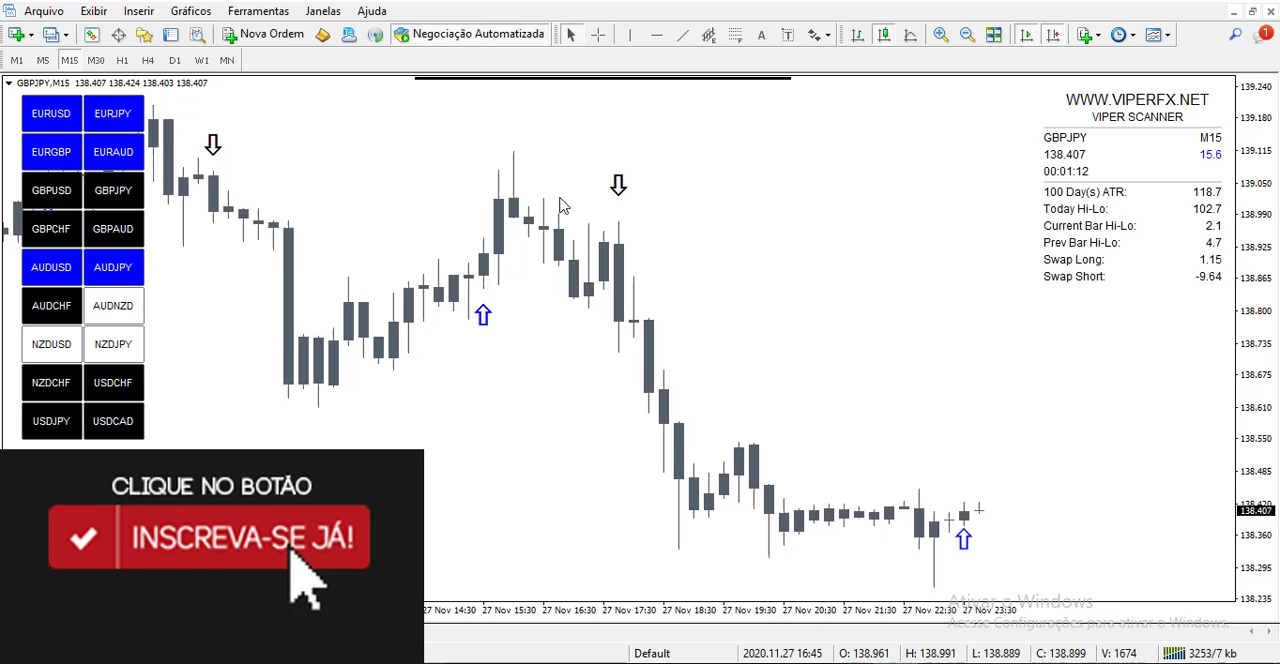 Arquivo Exibir Inserir Gráficos Ferramentas Janelas Ajuda
Nova Ordem Negociação Automatizada 1
M1 M5 M15 M30 H1 H4 D1 W1 MN
GBPJPY,M15 138.407 138.424 138.403 138.407
EURUSD EURJPY
EURGBP EURAUD
GBPUSD GBPJPY
GBPCHF GBPAUD
AUDUSD AUDJPY
AUDCHF AUDNZD
NZDUSD NZDJPY
NZDCHF USDCHF
USDJPY USDCAD
WWW.VIPERFX.NET
VIPER SCANNER
GBPJPY M15
138.407 15.6
00:01:12
100 Day(s) ATR: 118.7
Today Hi-Lo: 102.7
Current Bar Hi-Lo: 2.1
Prev Bar Hi-Lo: 4.7
Swap Long: 1.15
Swap Short: -9.64
139.240
139.180
139.115
139.050
138.990
138.925
138.865
138.800
138.735
138.675
138.610
138.550
138.485
138.420
138.407
138.360
138.295
138.235
CLIQUE NO BOTÃO
INSCREVA-SE JÁ!
27 Nov 14:30 27 Nov 15:30 27 Nov 16:30 27 Nov 17:30 27 Nov 18:30 27 Nov 19:30 27 Nov 20:30 27 Nov 21:30 27 Nov 22:30 27 Nov 23:30
Ativar o Windows
Acesse Configurações para ativar o Windows.
Default 2020.11.27 16:45 O: 138.961 H: 138.991 L: 138.889 C: 138.899 V: 1674 3253/7 kb